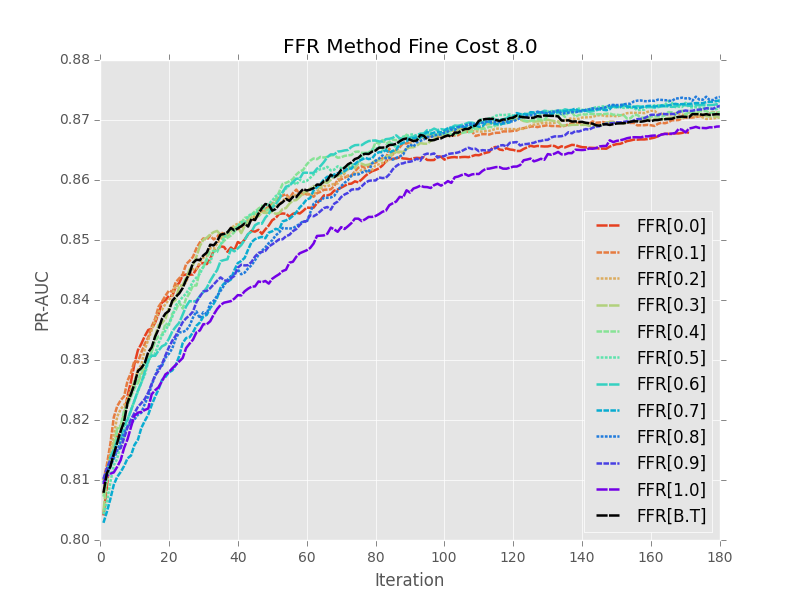 FFR Method Fine Cost 8.0
0.88
0.87
0.86
0.85
0.84
0.83
0.82
0.81
0.80
PR-AUC
FFR[0.0]
FFR[0.1]
FFR[0.2]
FFR[0.3]
FFR[0.4]
FFR[0.5]
FFR[0.6]
FFR[0.7]
FFR[0.8]
FFR[0.9]
FFR[1.0]
FFR[B.T]
0 20 40 60 80 100 120 140 160 180
Iteration